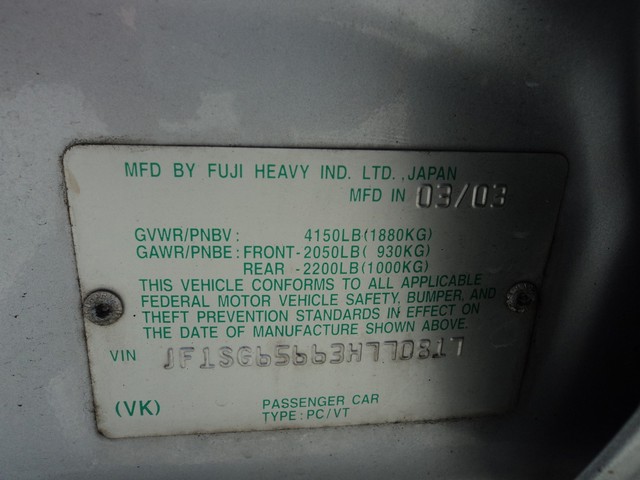 MFD BY FUJI HEAVY IND. LTD., JAPAN
MFD IN 03/03
GVWR/PNBV: 4150LB(1880KG)
GAWR/PNBE: FRONT-2050LB( 930KG)
REAR -2200LB(1000KG)
THIS VEHICLE CONFORMS TO ALL APPLICABLE
FEDERAL MOTOR VEHICLE SAFETY, BUMPER, AND
THEFT PREVENTION STANDARDS IN EFFECT ON
THE DATE OF MANUFACTURE SHOWN ABOVE.
VIN JF1SG65663H770817
(VK) PASSENGER CAR
TYPE: PC/VT